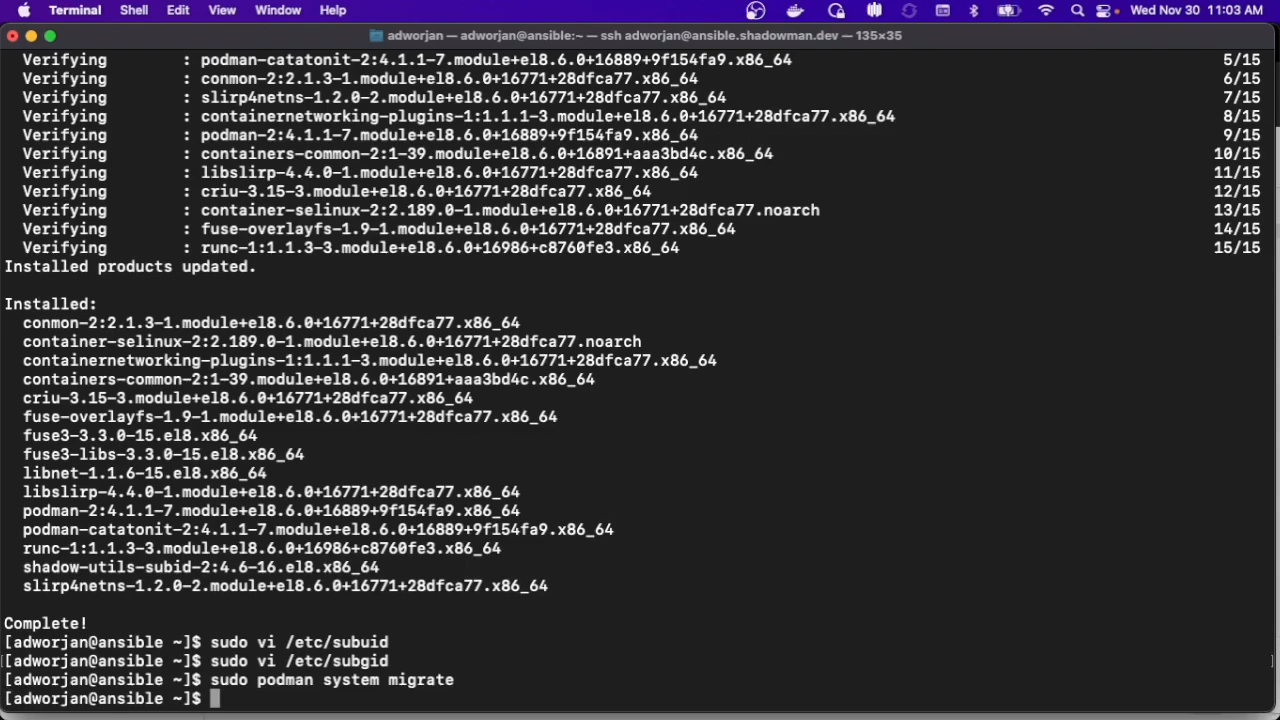 Terminal Shell Edit View Window Help Wed Nov 30 11:03 AM
adworjan — adworjan@ansible:~ — ssh adworjan@ansible.shadowman.dev — 135×35
Verifying : podman-catatonit-2:4.1.1-7.module+el8.6.0+16889+9f154fa9.x86_64 5/15
Verifying : conmon-2:2.1.3-1.module+el8.6.0+16771+28dfca77.x86_64 6/15
Verifying : slirp4netns-1.2.0-2.module+el8.6.0+16771+28dfca77.x86_64 7/15
Verifying : containernetworking-plugins-1:1.1.1-3.module+el8.6.0+16771+28dfca77.x86_64 8/15
Verifying : podman-2:4.1.1-7.module+el8.6.0+16889+9f154fa9.x86_64 9/15
Verifying : containers-common-2:1-39.module+el8.6.0+16891+aaa3bd4c.x86_64 10/15
Verifying : libslirp-4.4.0-1.module+el8.6.0+16771+28dfca77.x86_64 11/15
Verifying : criu-3.15-3.module+el8.6.0+16771+28dfca77.x86_64 12/15
Verifying : container-selinux-2:2.189.0-1.module+el8.6.0+16771+28dfca77.noarch 13/15
Verifying : fuse-overlayfs-1.9-1.module+el8.6.0+16771+28dfca77.x86_64 14/15
Verifying : runc-1:1.1.3-3.module+el8.6.0+16986+c8760fe3.x86_64 15/15
Installed products updated.
Installed:
conmon-2:2.1.3-1.module+el8.6.0+16771+28dfca77.x86_64
container-selinux-2:2.189.0-1.module+el8.6.0+16771+28dfca77.noarch
containernetworking-plugins-1:1.1.1-3.module+el8.6.0+16771+28dfca77.x86_64
containers-common-2:1-39.module+el8.6.0+16891+aaa3bd4c.x86_64
criu-3.15-3.module+el8.6.0+16771+28dfca77.x86_64
fuse-overlayfs-1.9-1.module+el8.6.0+16771+28dfca77.x86_64
fuse3-3.3.0-15.el8.x86_64
fuse3-libs-3.3.0-15.el8.x86_64
libnet-1.1.6-15.el8.x86_64
libslirp-4.4.0-1.module+el8.6.0+16771+28dfca77.x86_64
podman-2:4.1.1-7.module+el8.6.0+16889+9f154fa9.x86_64
podman-catatonit-2:4.1.1-7.module+el8.6.0+16889+9f154fa9.x86_64
runc-1:1.1.3-3.module+el8.6.0+16986+c8760fe3.x86_64
shadow-utils-subid-2:4.6-16.el8.x86_64
slirp4netns-1.2.0-2.module+el8.6.0+16771+28dfca77.x86_64
Complete!
[adworjan@ansible ~]$ sudo vi /etc/subuid
[adworjan@ansible ~]$ sudo vi /etc/subgid
[adworjan@ansible ~]$ sudo podman system migrate
[adworjan@ansible ~]$